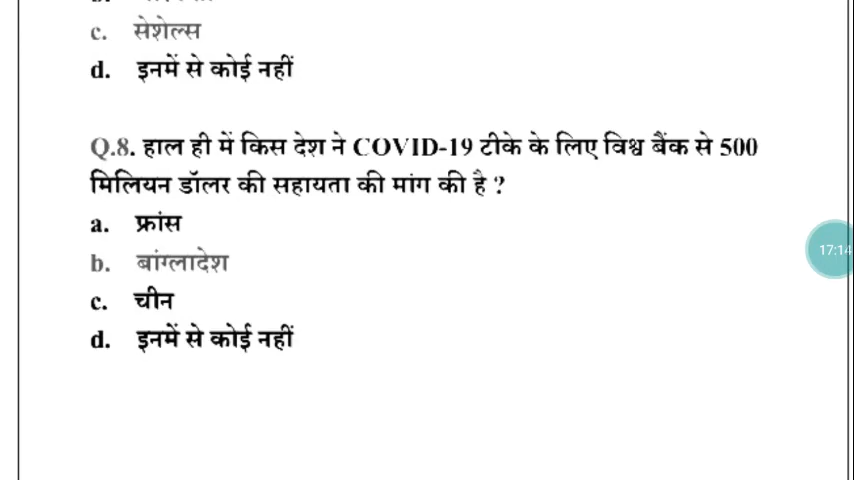 c. सेशेल्स
d. इनमें से कोई नहीं
Q.8. हाल ही में किस देश ने COVID-19 टीके के लिए विश्व बैंक से 500
मिलियन डॉलर की सहायता की मांग की है ?
a. फ्रांस
17:14
b. बांग्लादेश
c. चीन
d. इनमें से कोई नहीं